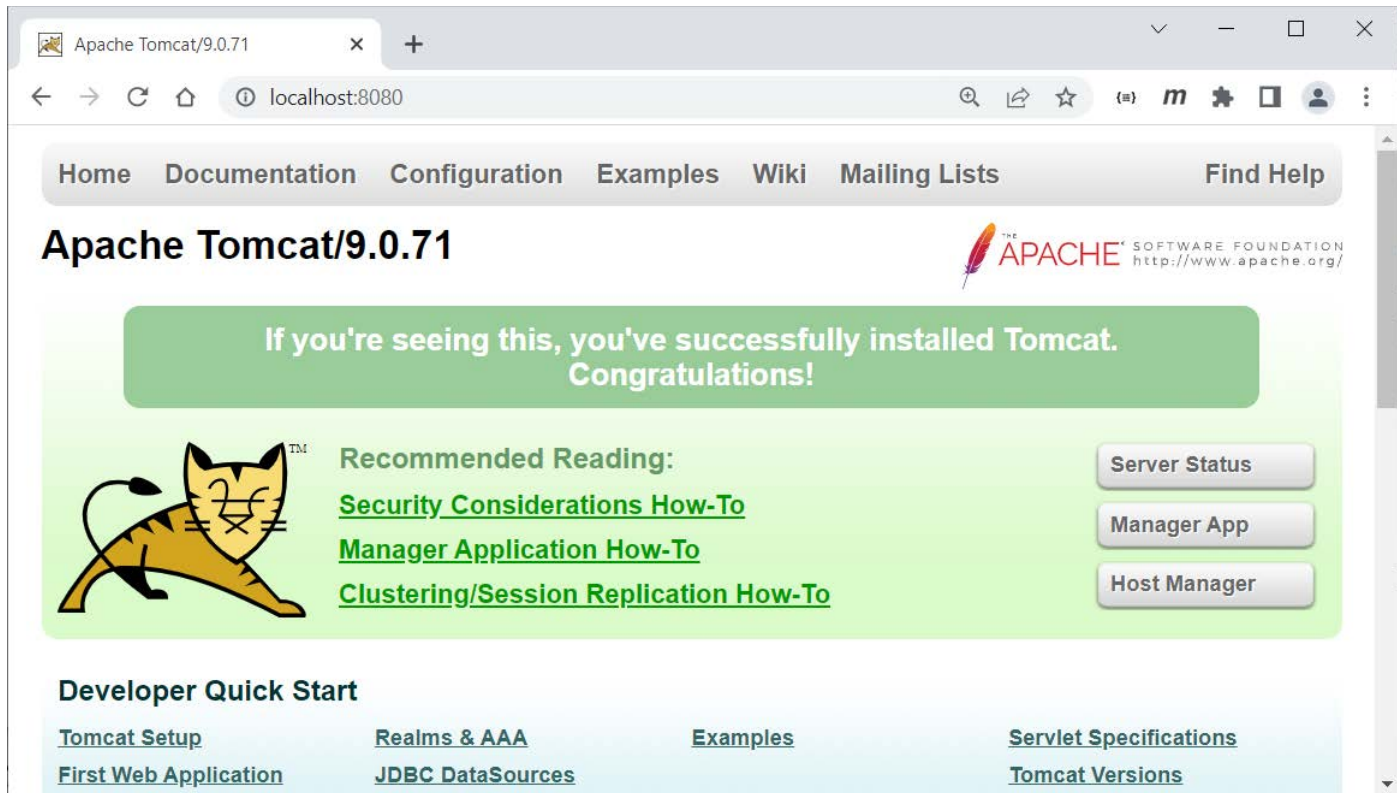 Apache Tomcat/9.0.71
localhost:8080
{≡} m
Home Documentation Configuration Examples Wiki Mailing Lists Find Help
Apache Tomcat/9.0.71
THE APACHE® SOFTWARE FOUNDATION
http://www.apache.org/
If you're seeing this, you've successfully installed Tomcat.
Congratulations!
TM
Recommended Reading:
Security Considerations How-To
Manager Application How-To
Clustering/Session Replication How-To
Server Status
Manager App
Host Manager
Developer Quick Start
Tomcat Setup Realms & AAA Examples Servlet Specifications
First Web Application JDBC DataSources Tomcat Versions